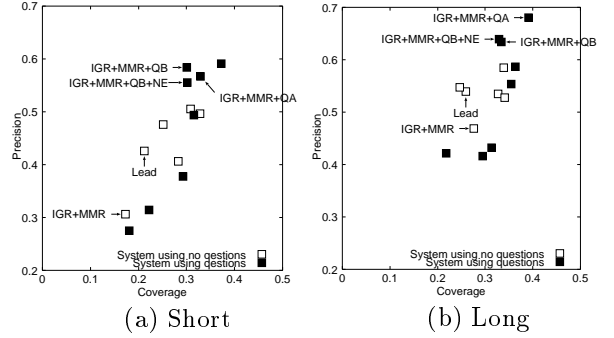 0.7
0.6
0.5
0.4
0.3
0.2
Precision
IGR+MMR+QB
IGR+MMR+QB+NE
IGR+MMR+QA
Lead
IGR+MMR
System using no qestions
System using qestions
0 0.1 0.2 0.3 0.4 0.5
Coverage
(a) Short
0.7
0.6
0.5
0.4
0.3
0.2
Precision
IGR+MMR+QA
IGR+MMR+QB+NE
IGR+MMR+QB
Lead
IGR+MMR
System using no questions
System using questions
0 0.1 0.2 0.3 0.4 0.5
Coverage
(b) Long